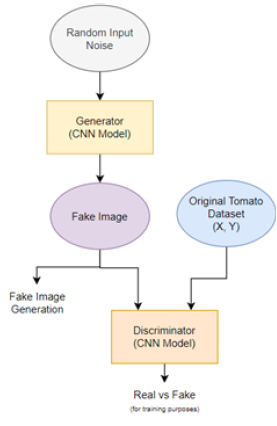 Random Input
Noise
Generator
(CNN Model)
Fake Image
Original Tomato
Dataset
(X, Y)
Fake Image
Generation
Discriminator
(CNN Model)
Real vs Fake
(for training purposes)